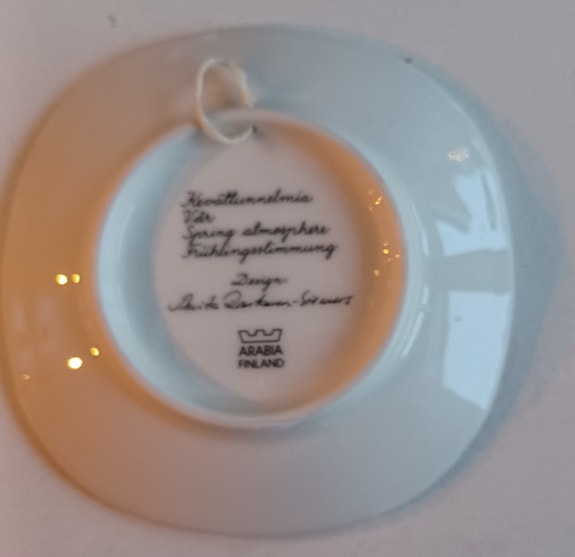 Kevättunnelmia
Vår
Spring atmosphere
Frühlingsstimmung
Design
ARABIA
FINLAND